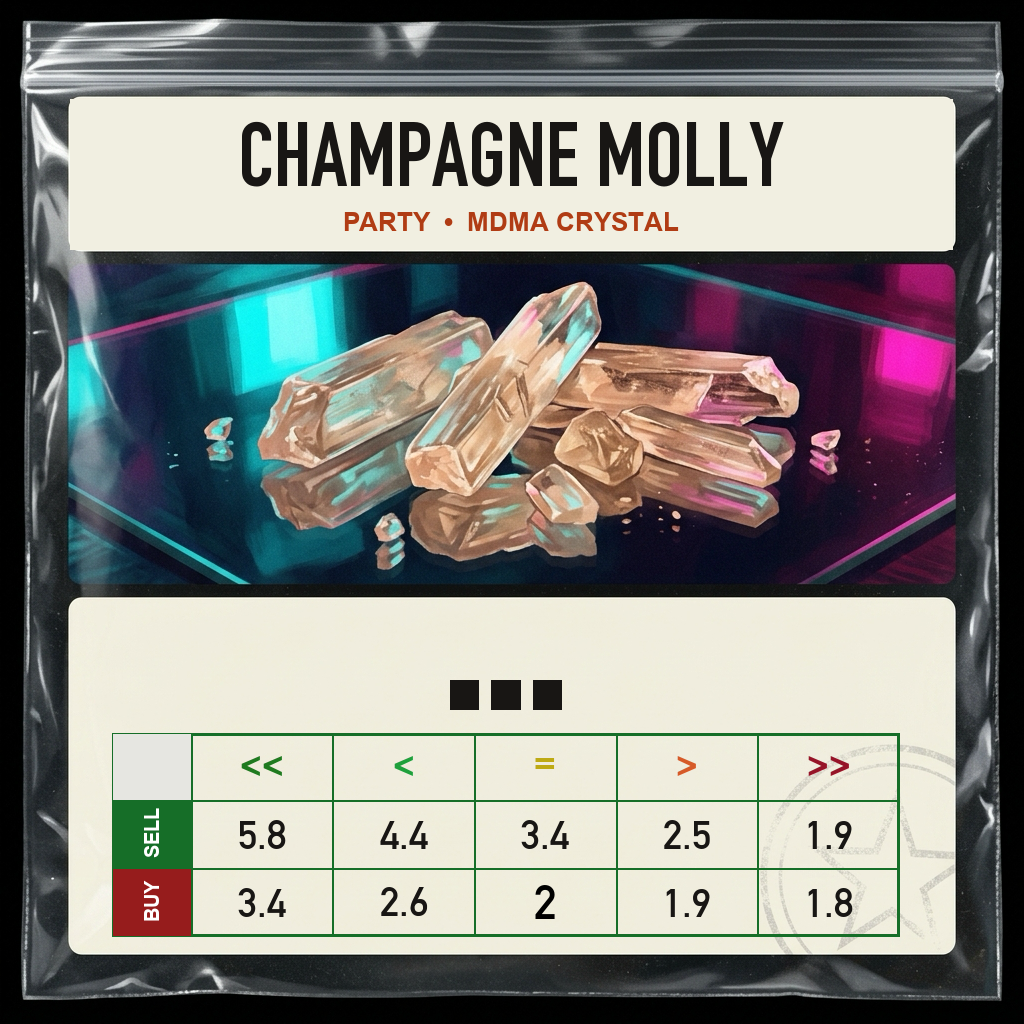 CHAMPAGNE MOLLY
PARTY • MDMA CRYSTAL
<< < = > >>
SELL 5.8 4.4 3.4 2.5 1.9
BUY 3.4 2.6 2 1.9 1.8